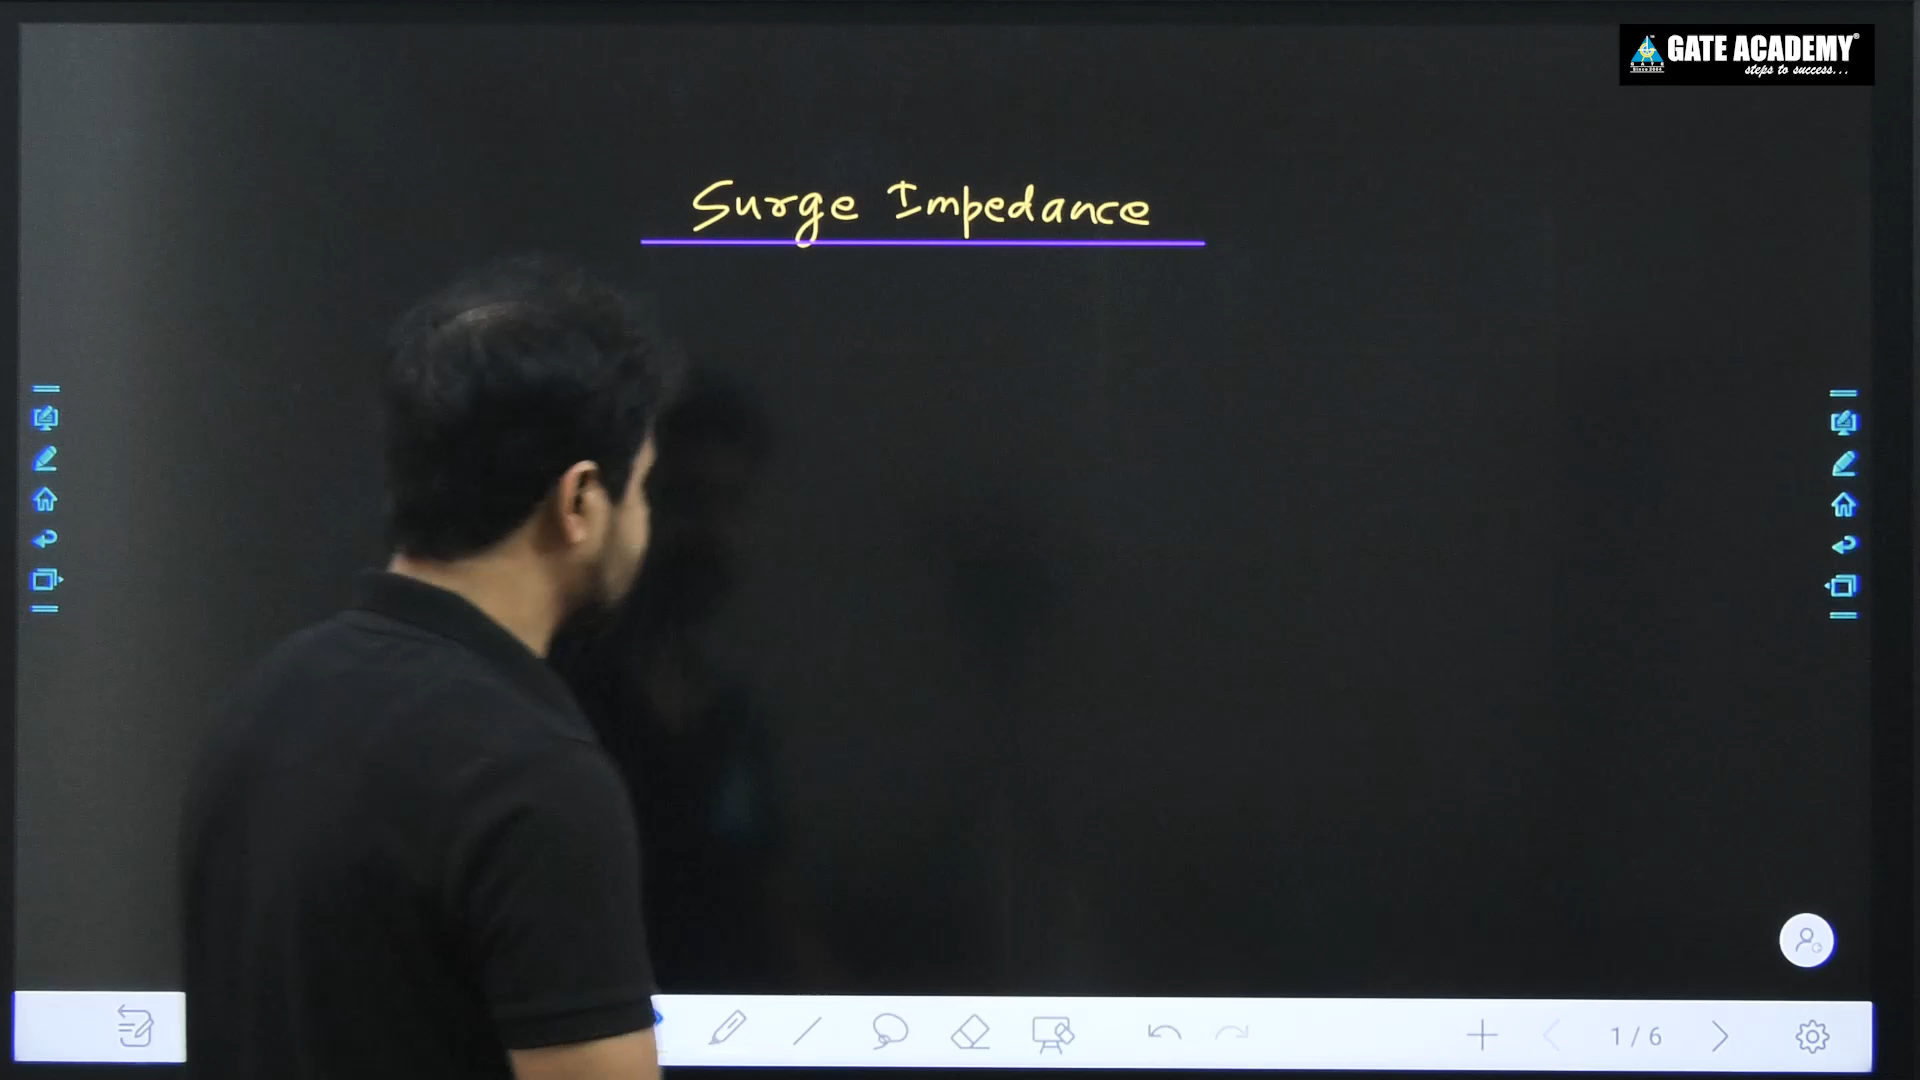 GATE ACADEMY®
steps to success...
Surge Impedance
1 / 6